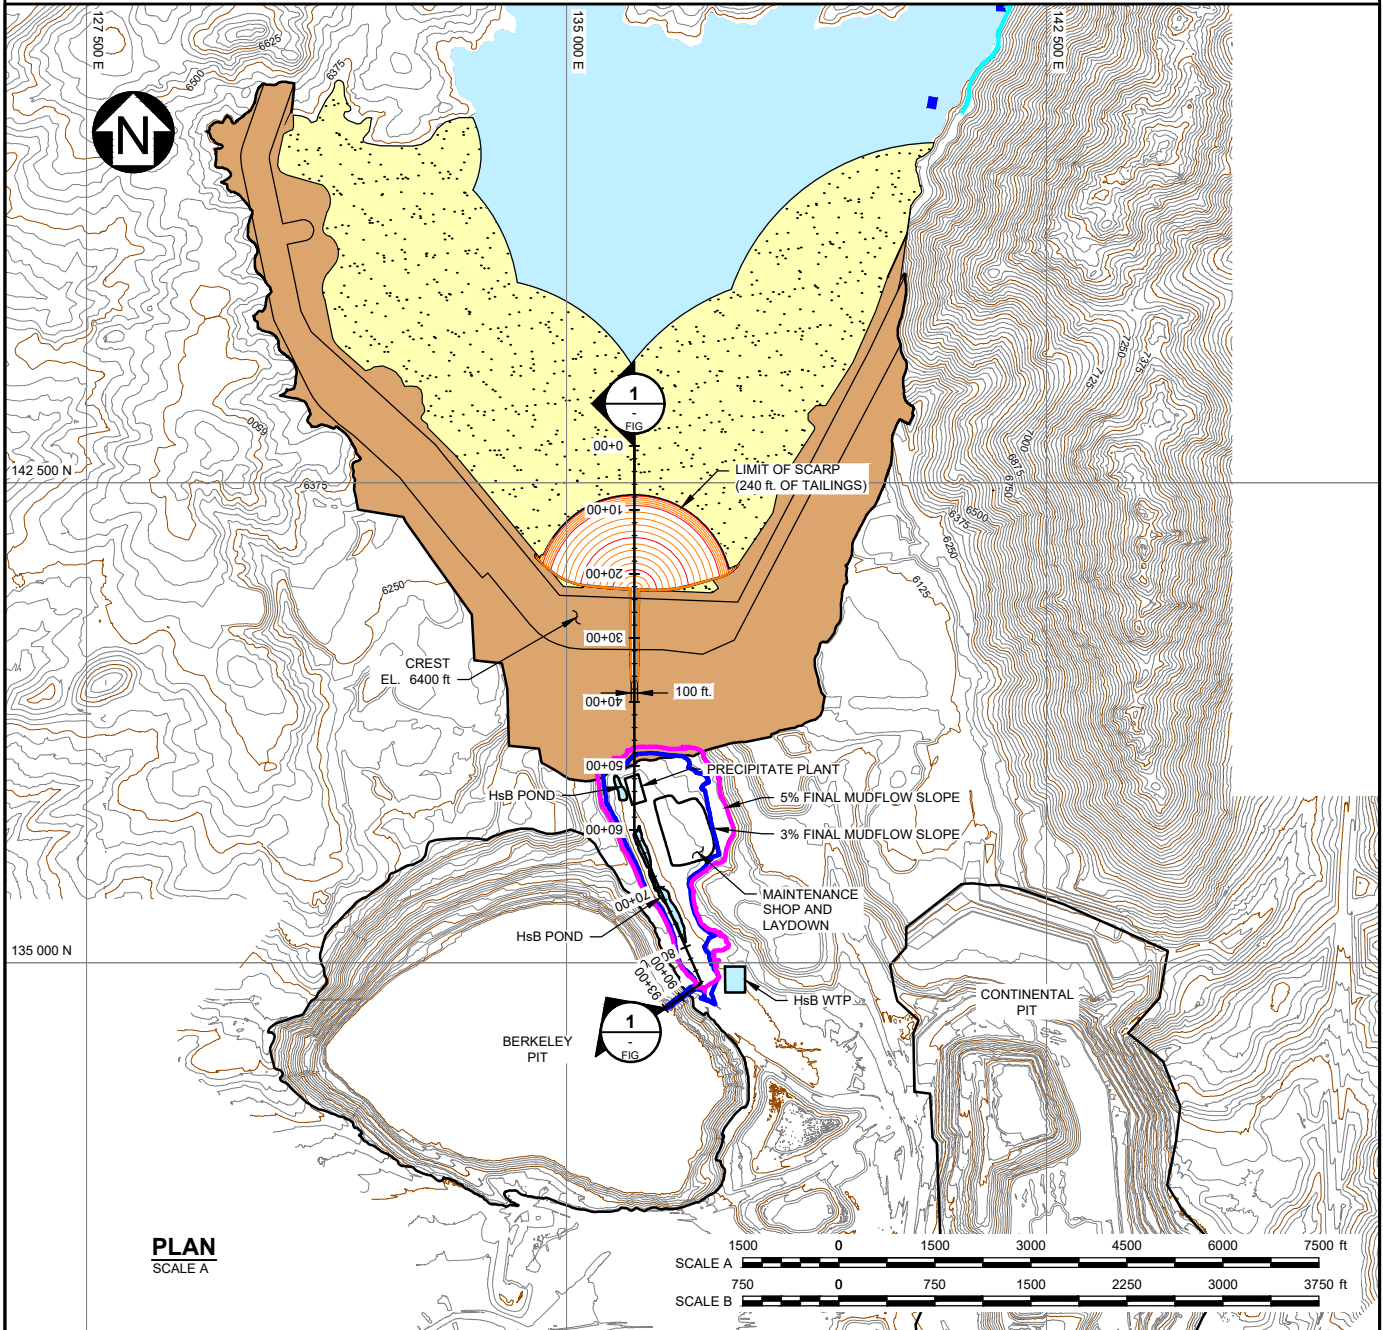 127 500 E
135 000 E
142 500 E
6625
6500
6375
N
7250
7375
7125
1
-
FIG
0+00
6500
7000
142 500 N
LIMIT OF SCARP
(240 ft. OF TAILINGS)
6875
6750
6375
10+00
6500
6375
6250
20+00
6250
6125
30+00
CREST
EL. 6400 ft
100 ft.
40+00
50+00
PRECIPITATE PLANT
HsB POND
5% FINAL MUDFLOW SLOPE
60+00
3% FINAL MUDFLOW SLOPE
70+00
MAINTENANCE
SHOP AND
LAYDOWN
HsB POND
135 000 N
90+00
93+00
HsB WTP
CONTINENTAL
PIT
1
-
FIG
BERKELEY
PIT
PLAN
SCALE A
1500 0 1500 3000 4500 6000 7500 ft
SCALE A
750 0 750 1500 2250 3000 3750 ft
SCALE B